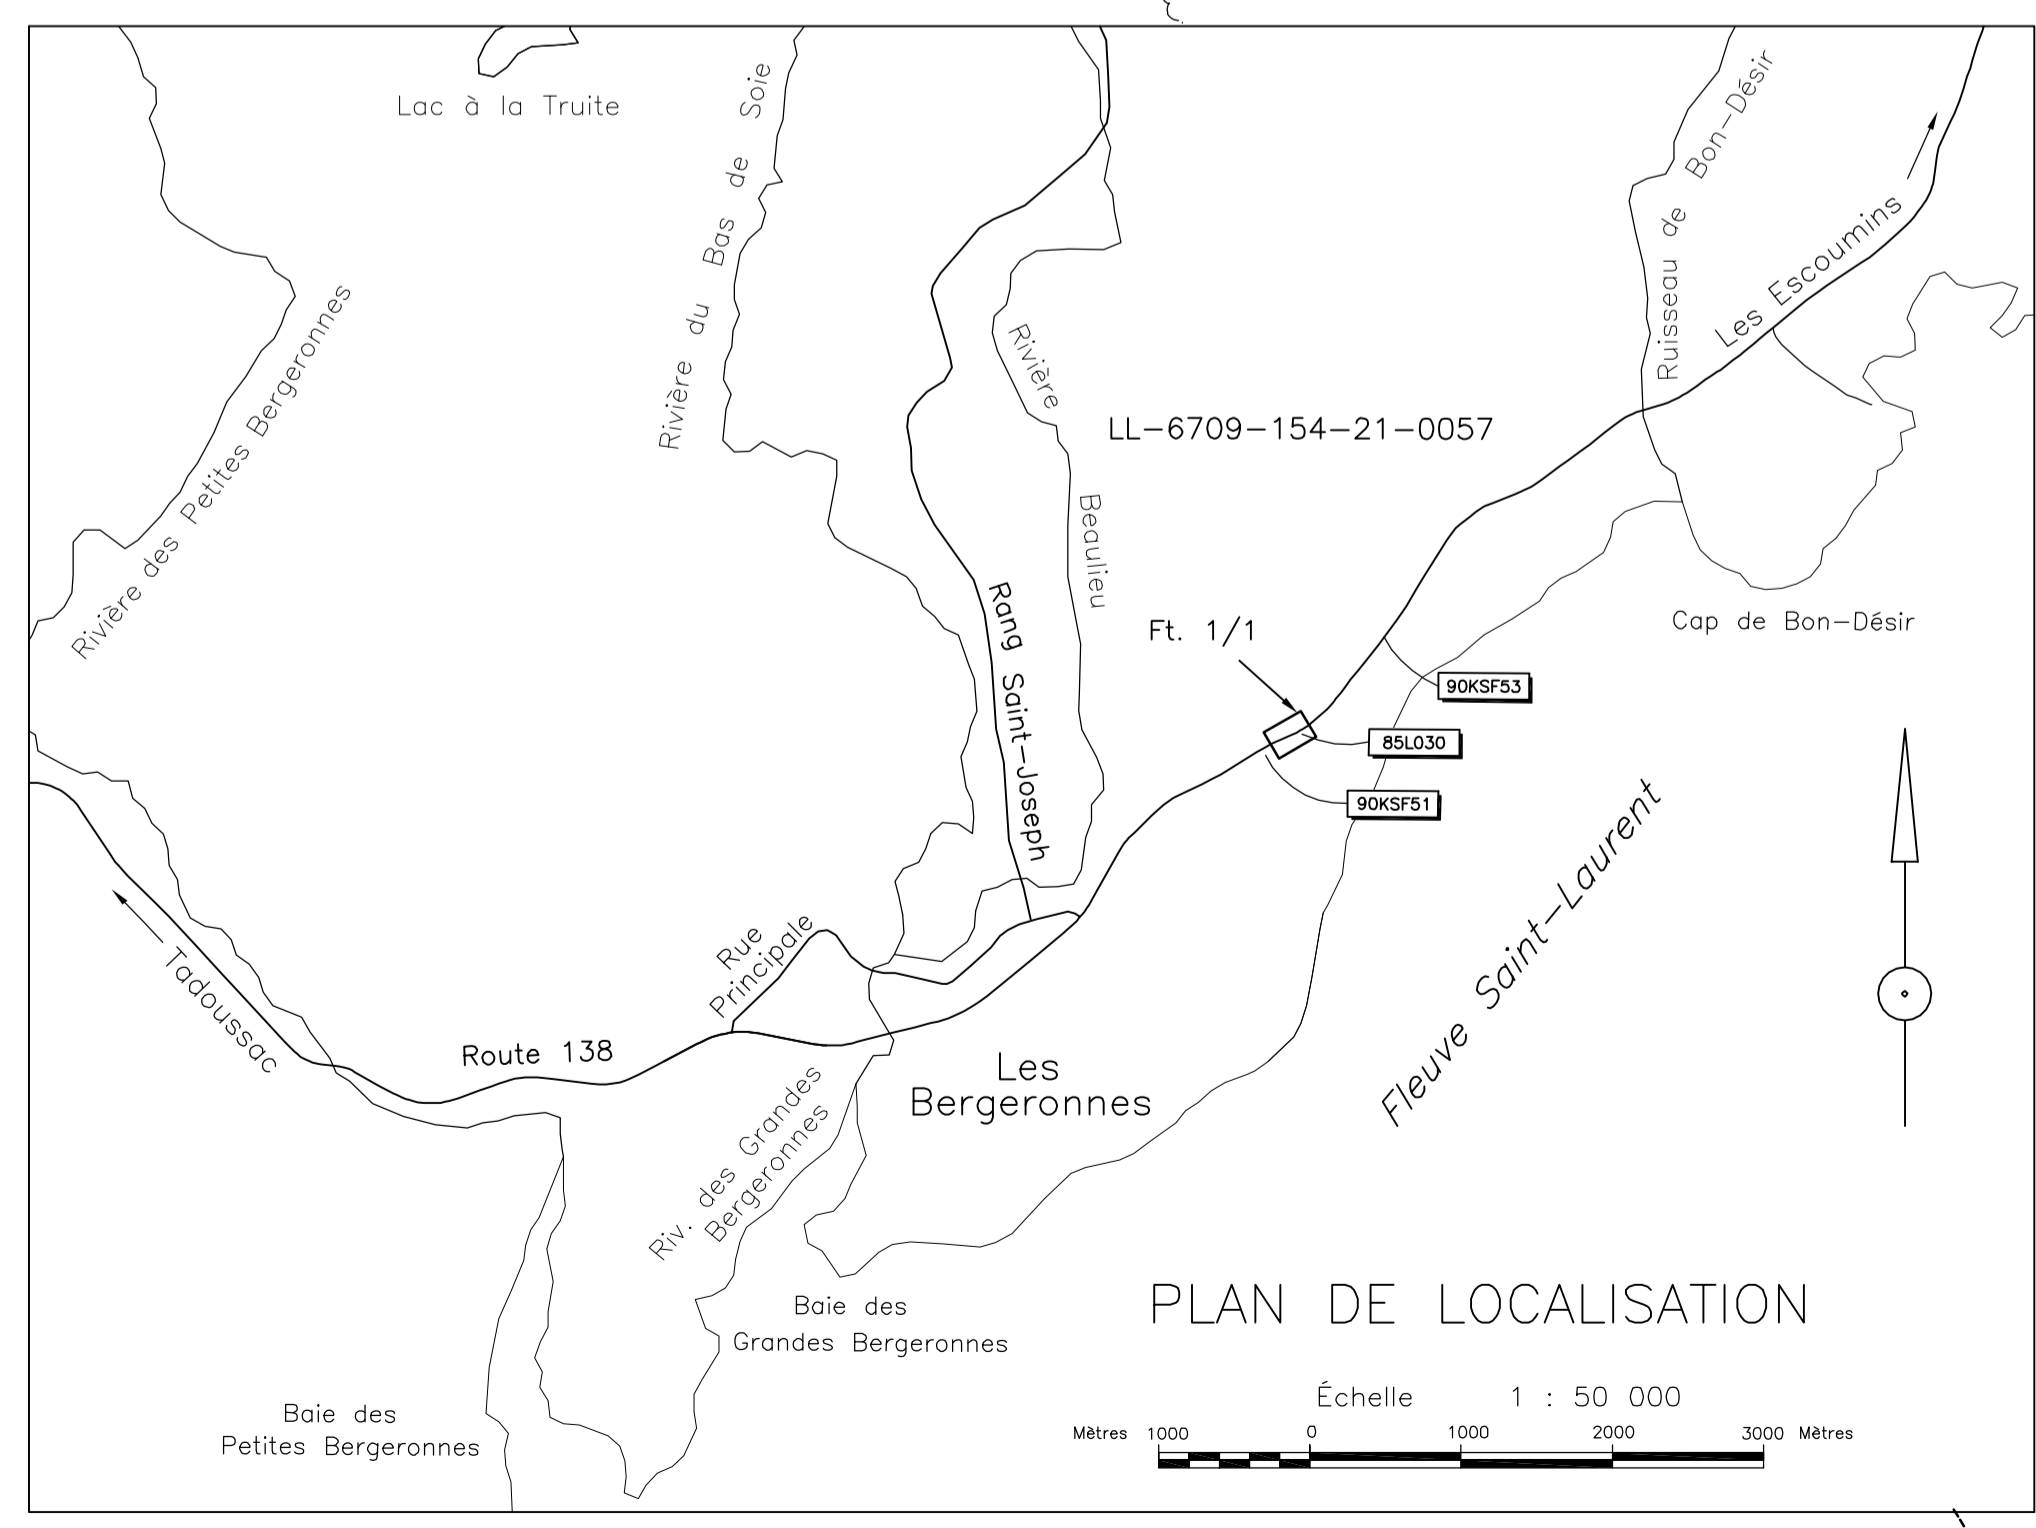 Lac à la Truite
Rivière du Bas de Soie
Ruisseau de Bon-Désir
Les Escoumins
Rivière des Petites Bergeronnes
Rivière Beaulieu
LL-6709-154-21-0057
Rang Saint-Joseph
Ft. 1/1
Cap de Bon-Désir
90KSF53
85L030
90KSF51
Fleuve Saint-Laurent
Tadoussac
Rue
Principale
Route 138
Les
Bergeronnes
Riv. des Grandes
Bergeronnes
Baie des
Grandes Bergeronnes
Baie des
Petites Bergeronnes
PLAN DE LOCALISATION
Échelle 1 : 50 000
Mètres 1000 0 1000 2000 3000 Mètres